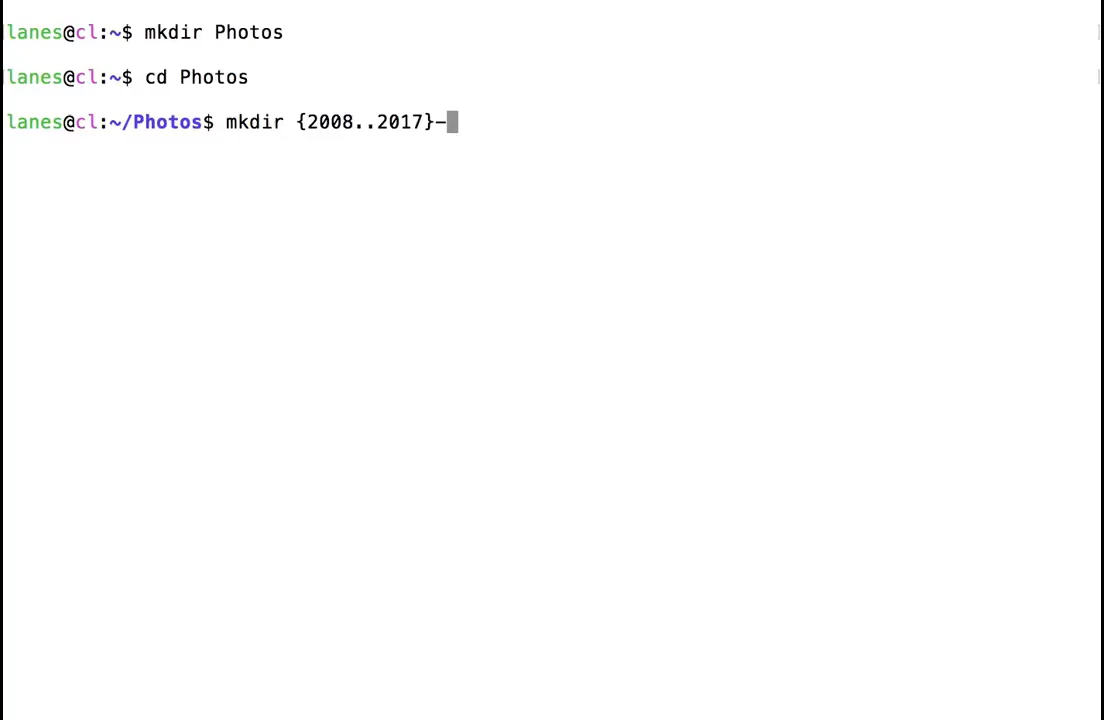 lanes@cl:~$ mkdir Photos
lanes@cl:~$ cd Photos
lanes@cl:~/Photos$ mkdir {2008..2017}-